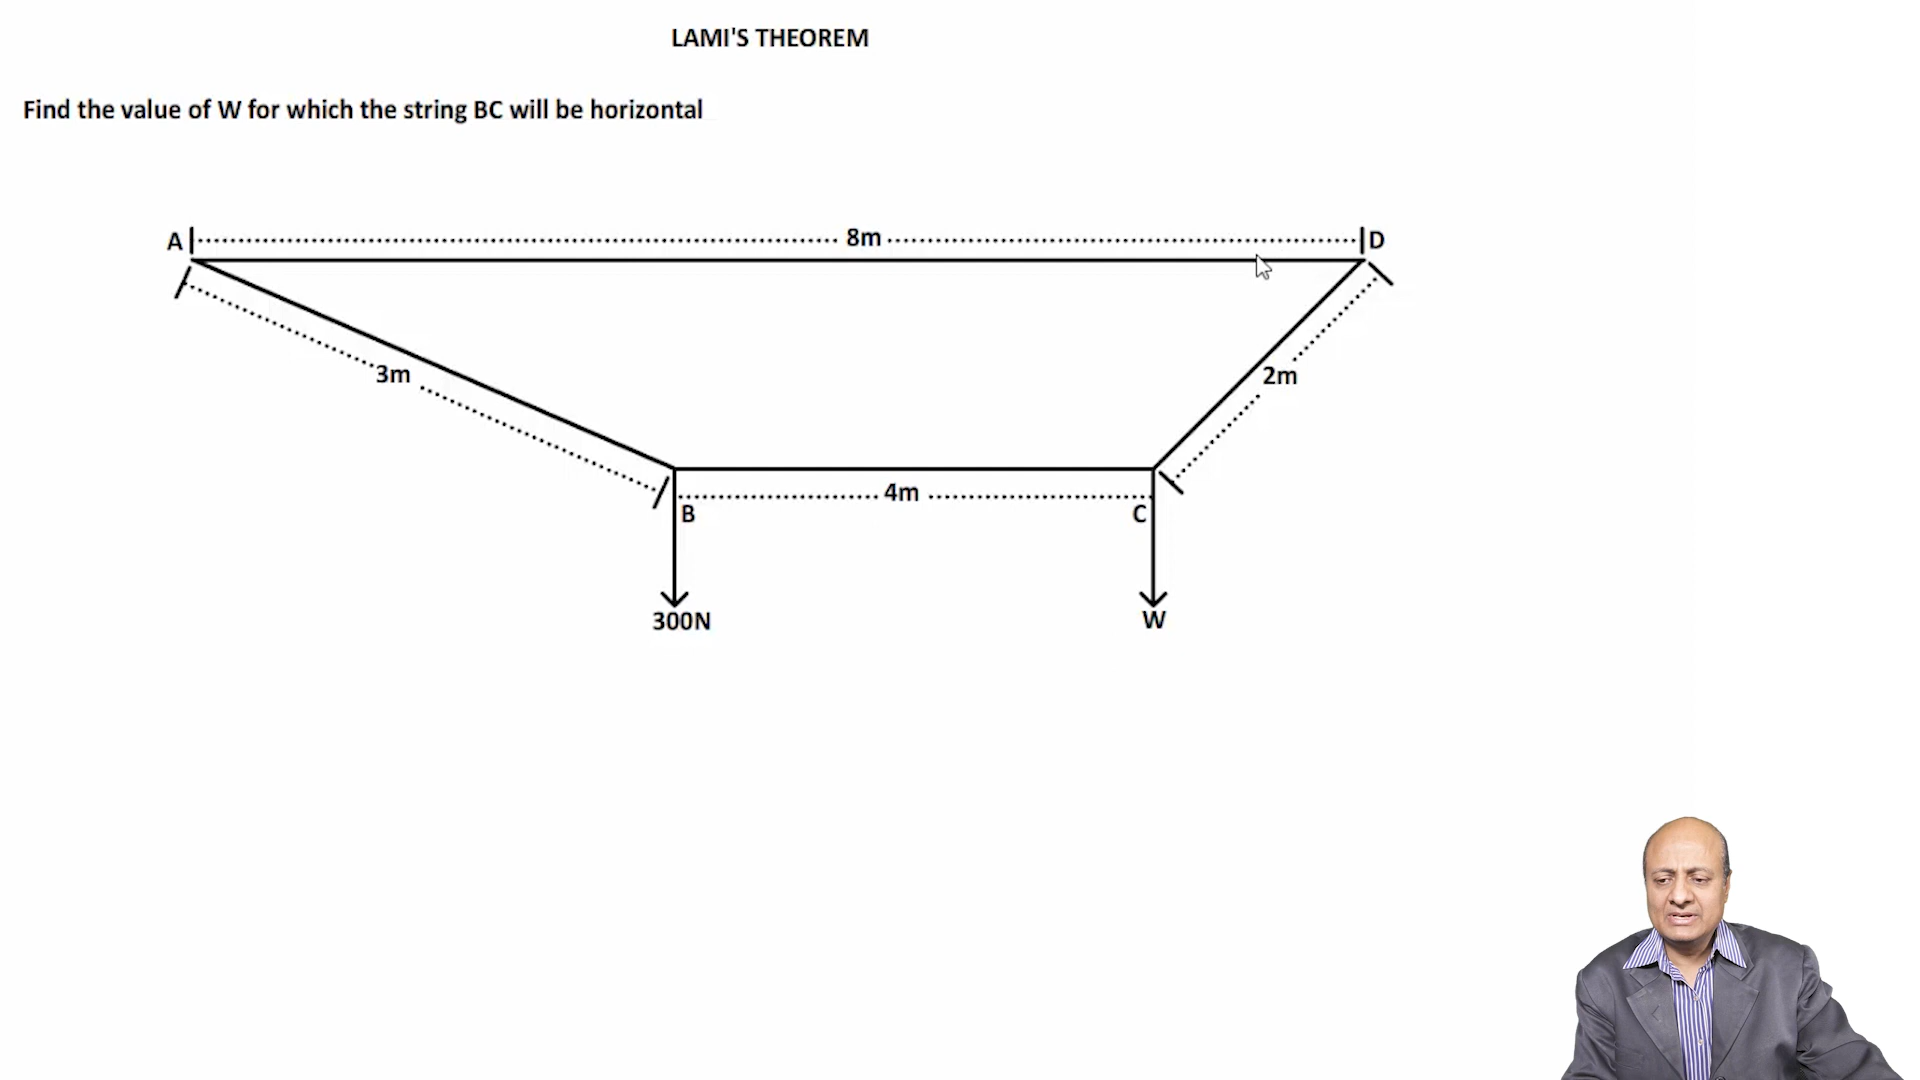 LAMI'S THEOREM
Find the value of W for which the string BC will be horizontal
A 8m D
3m 2m
4m
B C
300N W